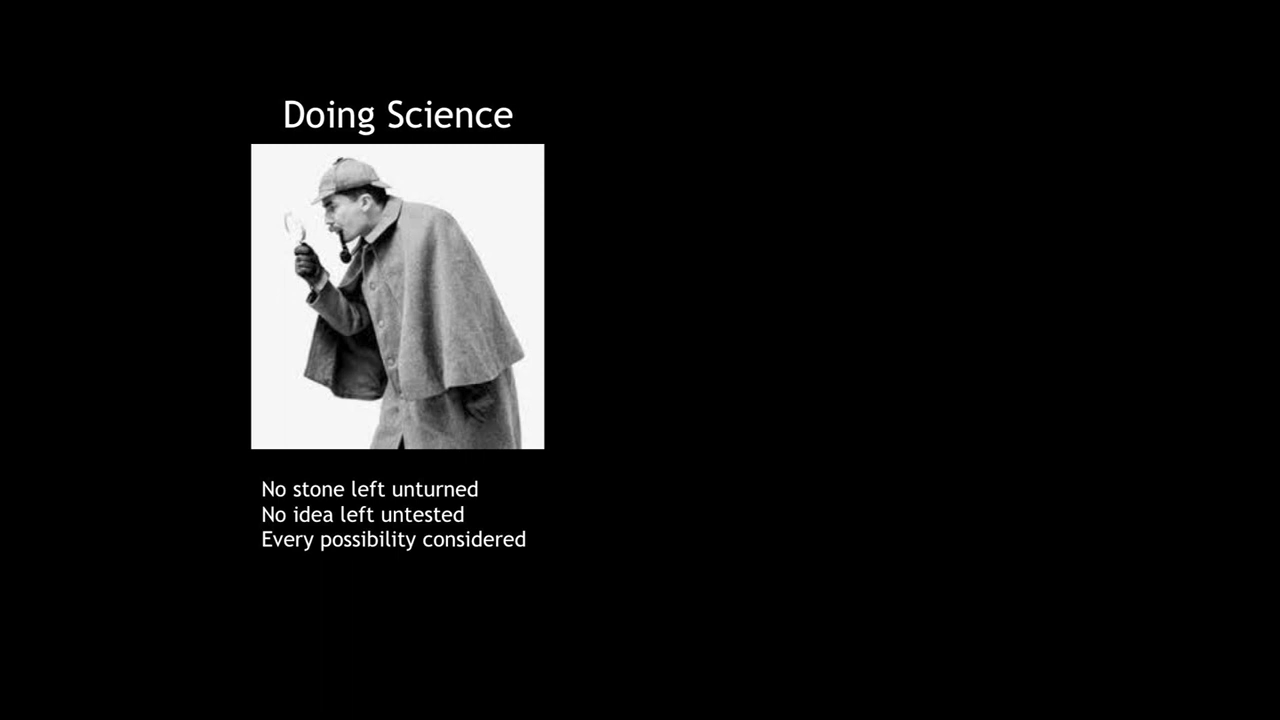 Doing Science
No stone left unturned
No idea left untested
Every possibility considered